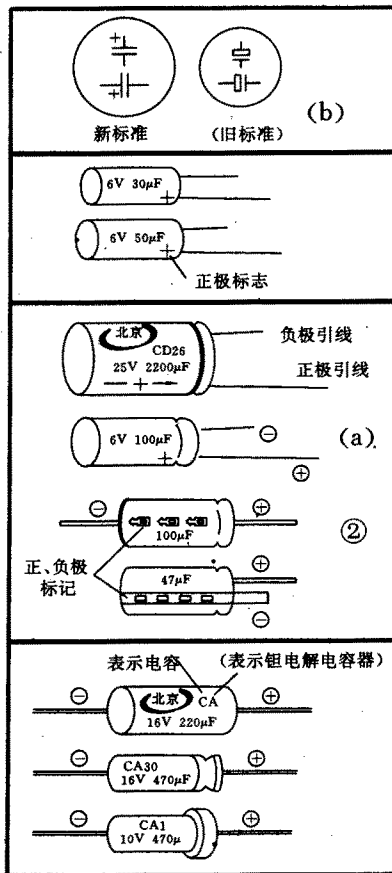 +
+
新标准
(旧标准)
(b)
6V 30μF
+
6V 50μF
+
正极标志
北京
CD26
25V 2200μF
— + →
负极引线
正极引线
(a)
6V 100μF
+
⊖
⊕
⊖
⊕
100μF
②
正、负极
标记
47μF
⊕
⊖
表示电容
(表示钽电解电容器)
⊖
北京
CA
16V 220μF
⊕
⊖
CA30
16V 470μF
⊕
⊖
CA1
10V 470μ
⊕